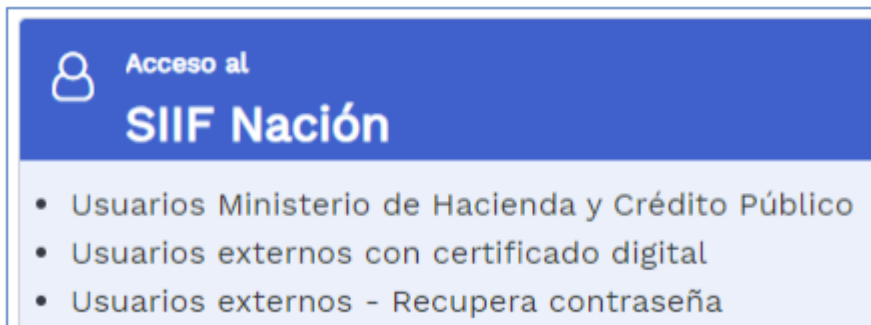 Acceso al
SIIF Nación
• Usuarios Ministerio de Hacienda y Crédito Público
• Usuarios externos con certificado digital
• Usuarios externos - Recupera contraseña